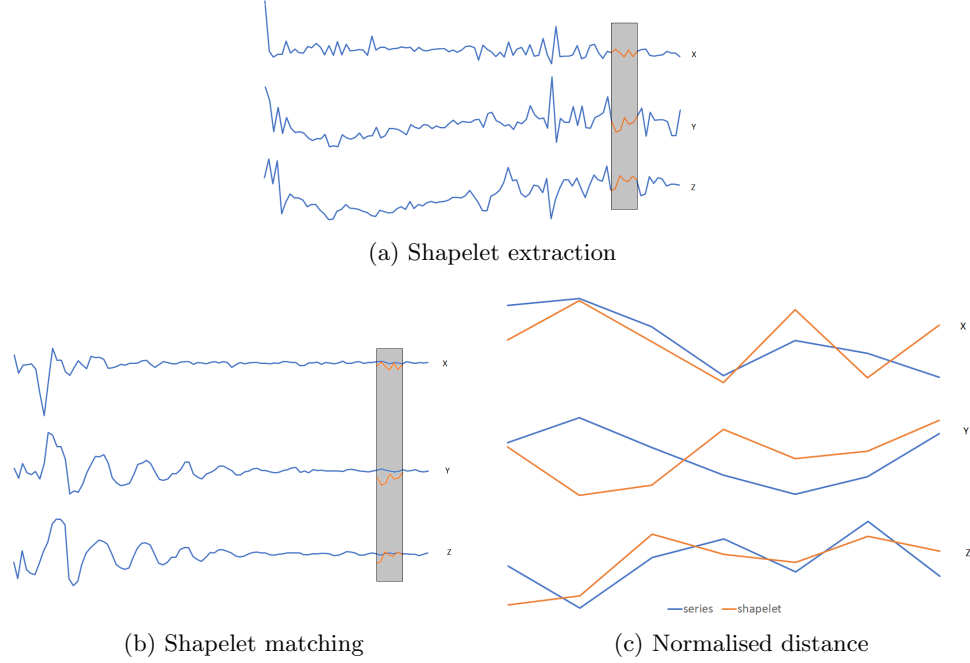 X
Y
Z
(a) Shapelet extraction
X
Y
Z
(b) Shapelet matching
X
Y
Z
series shapelet
(c) Normalised distance